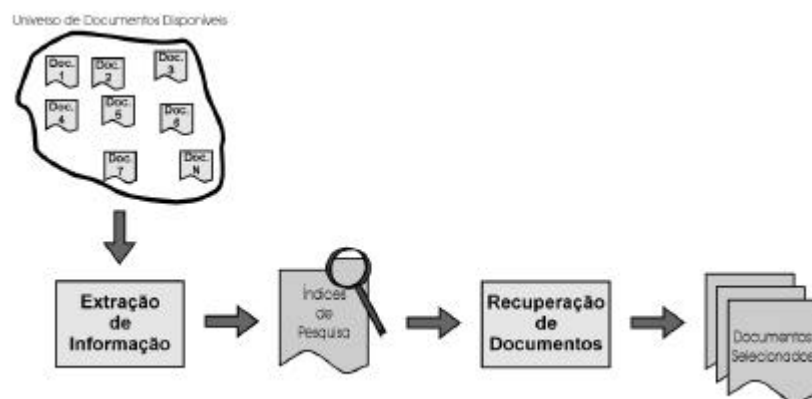 Universo de Documentos Disponíveis
Doc.
1
Doc.
2
Doc.
3
Doc.
4
Doc.
5
Doc.
6
Doc.
7
Doc.
N
Extração
de
Informação
Índices
de
Pesquisa
Recuperação
de
Documentos
Documentos
Selecionados